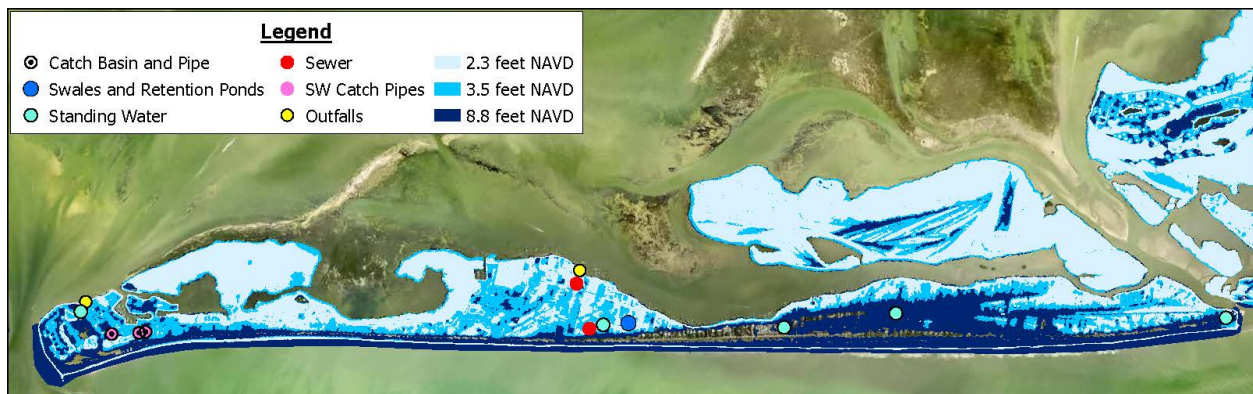 Legend
Catch Basin and Pipe
Sewer
2.3 feet NAVD
Swales and Retention Ponds
SW Catch Pipes
3.5 feet NAVD
Standing Water
Outfalls
8.8 feet NAVD